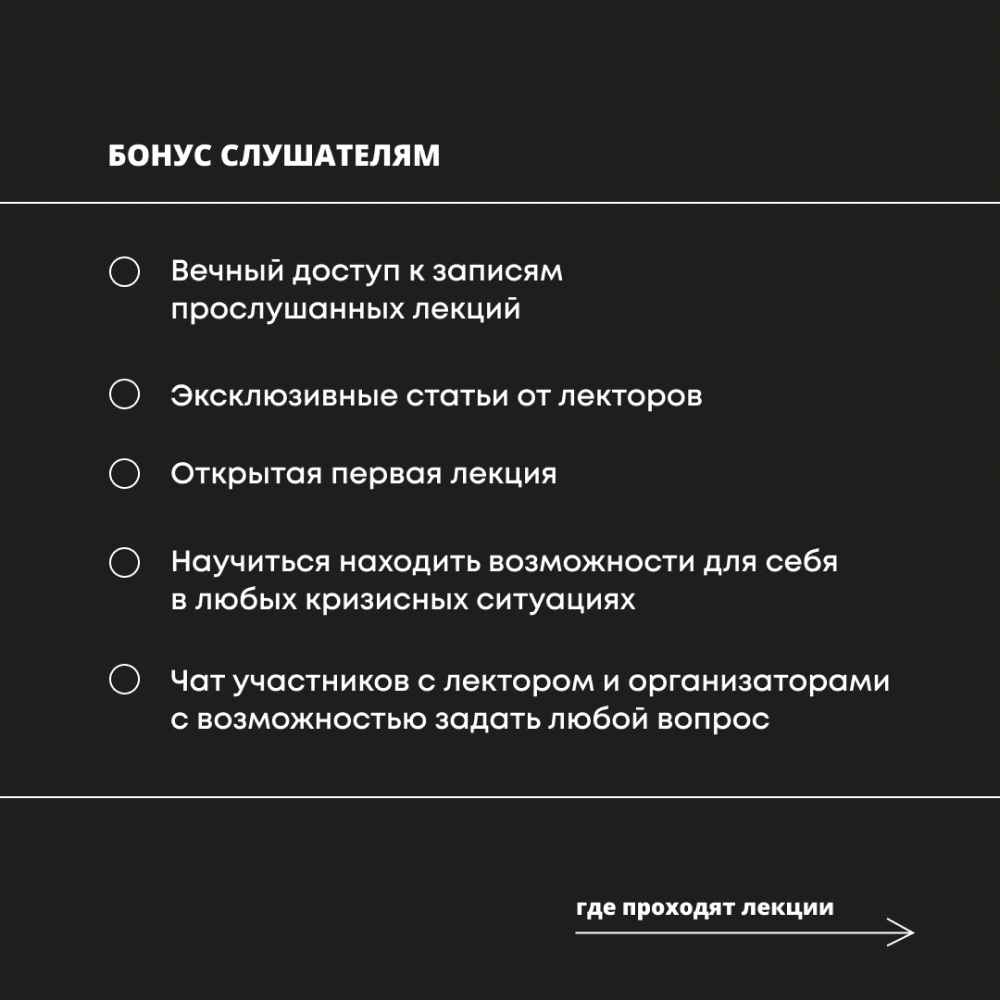 БОНУС СЛУШАТЕЛЯМ
Вечный доступ к записям
прослушанных лекций
Эксклюзивные статьи от лекторов
Открытая первая лекция
Научиться находить возможности для себя
в любых кризисных ситуациях
Чат участников с лектором и организаторами
с возможностью задать любой вопрос
где проходят лекции